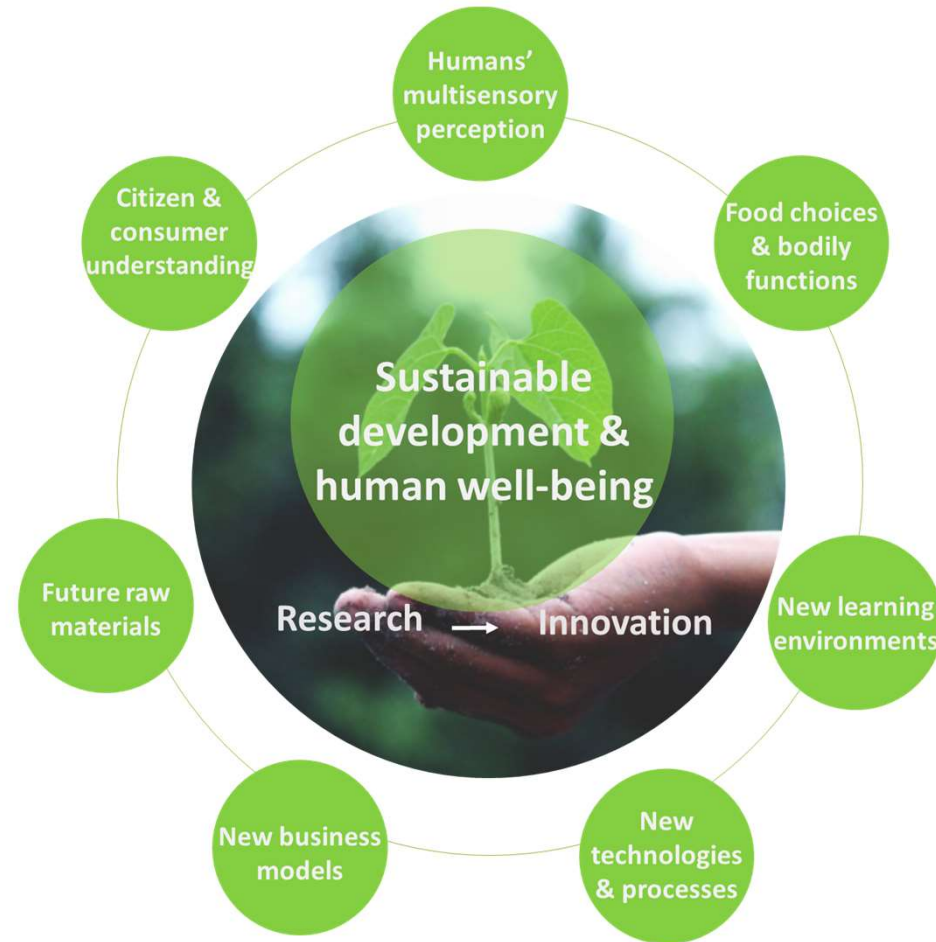 Humans’
multisensory
perception
Food choices
& bodily
functions
New learning
environments
New
technologies
& processes
New business
models
Future raw
materials
Citizen &
consumer
understanding
Sustainable
development &
human well-being
Research → Innovation